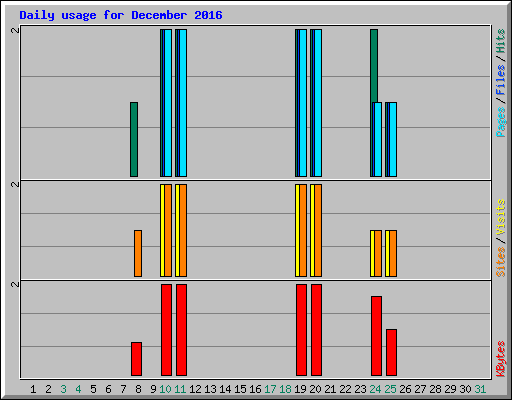 Daily usage for December 2016
2
Pages/Files/Hits
2
Sites/Visits
2
KBytes
1 2 3 4 5 6 7 8 9 10 11 12 13 14 15 16 17 18 19 20 21 22 23 24 25 26 27 28 29 30 31